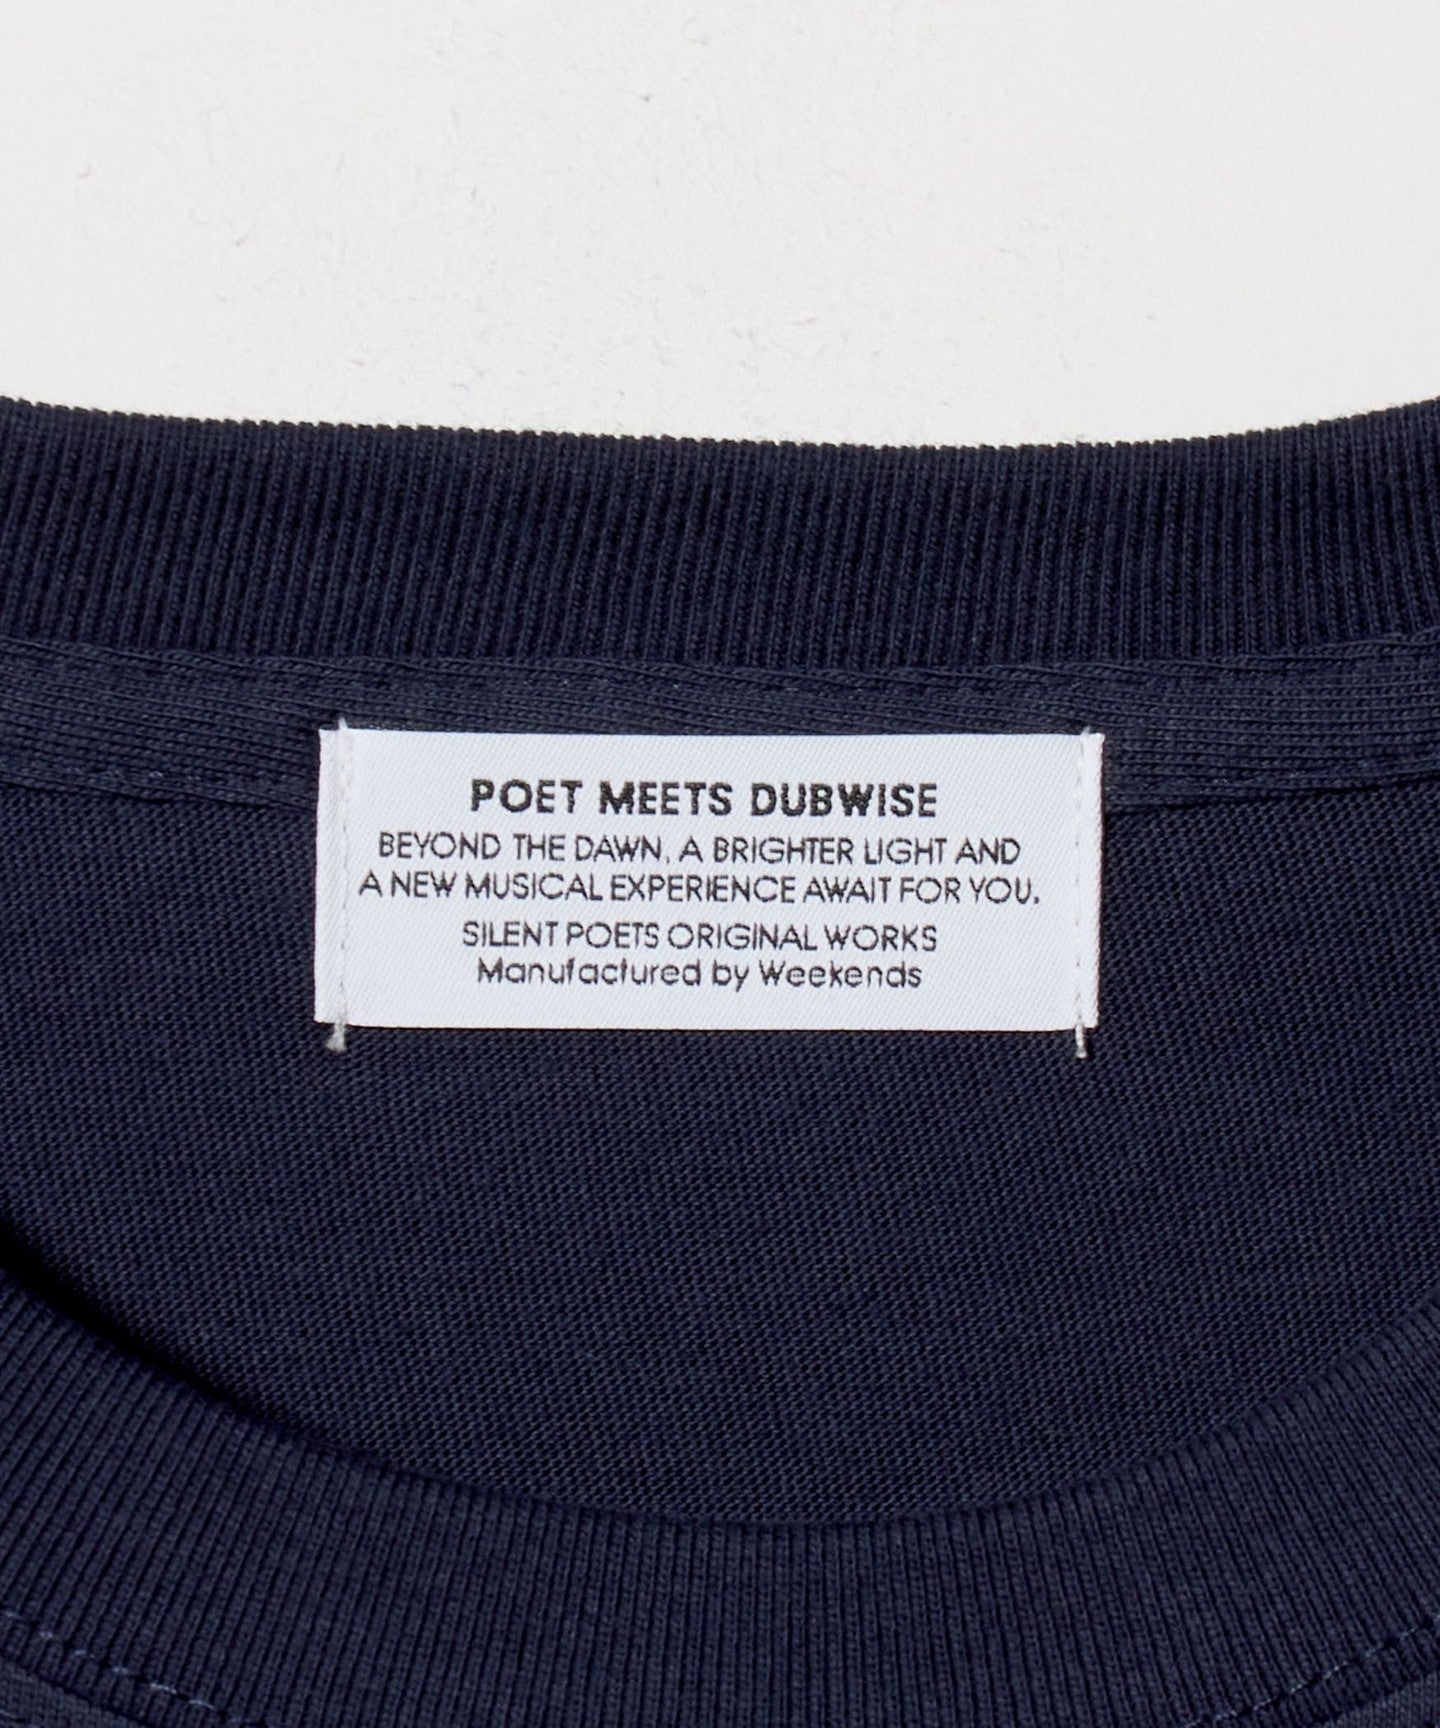 POET MEETS DUBWISE
BEYOND THE DAWN, A BRIGHTER LIGHT AND
A NEW MUSICAL EXPERIENCE AWAIT FOR YOU.
SILENT POETS ORIGINAL WORKS
Manufactured by Weekends